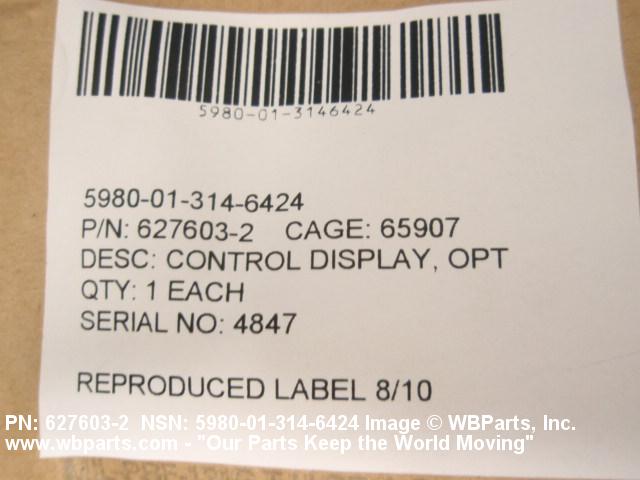 5980-01-3146424
5980-01-314-6424
P/N: 627603-2 CAGE: 65907
DESC: CONTROL DISPLAY, OPT
QTY: 1 EACH
SERIAL NO: 4847
REPRODUCED LABEL 8/10
PN: 627603-2 NSN: 5980-01-314-6424 Image © WBParts, Inc.
www.wbparts.com - "Our Parts Keep the World Moving"